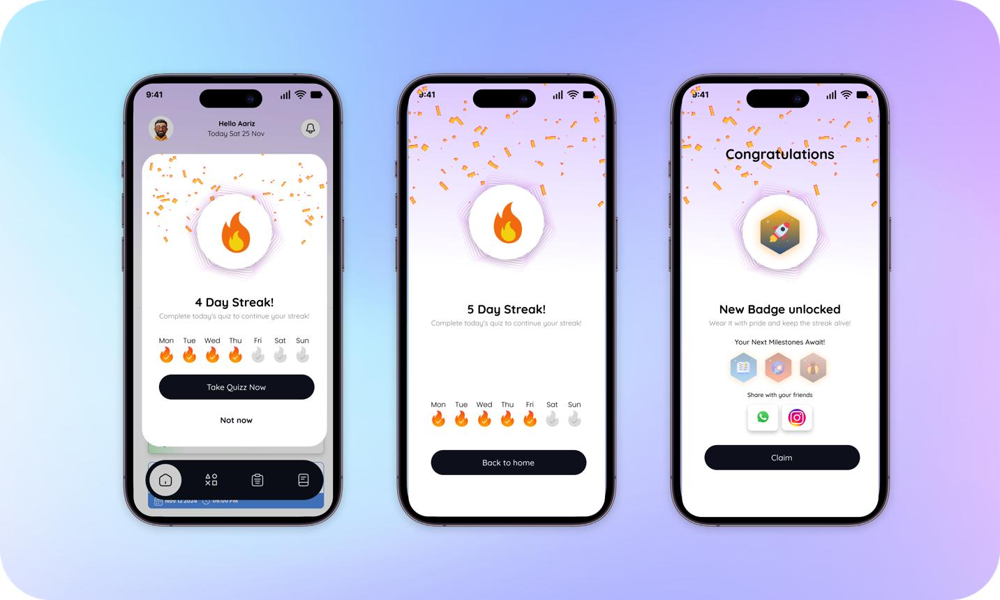 9:41
Hello Aariz
Today Sat 25 Nov
4 Day Streak!
Complete today's quiz to continue your streak!
Mon Tue Wed Thu Fri Sat Sun
Take Quizz Now
Not now
Nov 12 2024 06:00 PM
9:41
5 Day Streak!
Complete today's quiz to continue your streak!
Mon Tue Wed Thu Fri Sat Sun
Back to home
9:41
Congratulations
New Badge unlocked
Wear it with pride and keep the streak alive!
Your Next Milestones Await!
Share with your friends
Claim